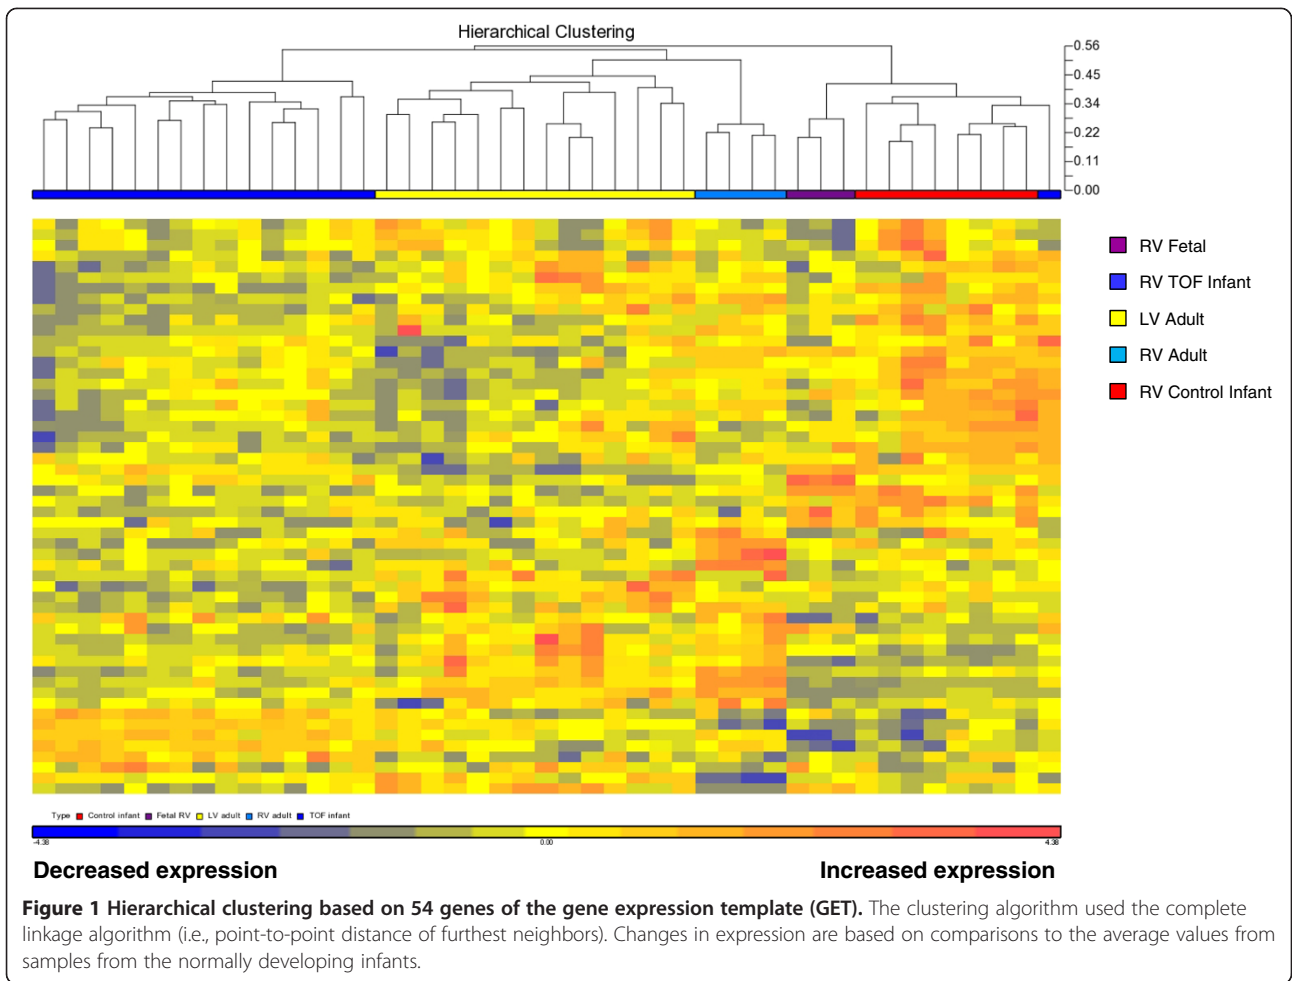 Hierarchical Clustering
0.56
0.45
0.34
0.22
0.11
0.00
RV Fetal
RV TOF Infant
LV Adult
RV Adult
RV Control Infant
Type Control infant Fetal RV LV adult RV adult TOF infant
-4.38 0.00 4.38
Decreased expression Increased expression
Figure 1 Hierarchical clustering based on 54 genes of the gene expression template (GET). The clustering algorithm used the complete
linkage algorithm (i.e., point-to-point distance of furthest neighbors). Changes in expression are based on comparisons to the average values from
samples from the normally developing infants.